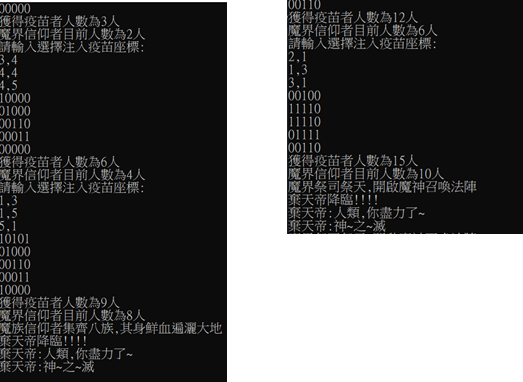 00000
獲得疫苗者人數為3人
魔界信仰者目前人數為2人
請輸入選擇注入疫苗座標:
3,4
4,4
4,5
10000
01000
00110
00011
00000
獲得疫苗者人數為6人
魔界信仰者目前人數為4人
請輸入選擇注入疫苗座標:
1,3
1,5
5,1
10101
01000
00110
00011
10000
獲得疫苗者人數為9人
魔界信仰者目前人數為8人
魔族信仰者集齊八族,其身鮮血遍灑大地
棄天帝降臨!!!!
棄天帝:人類,你盡力了~
棄天帝:神~之~滅
00110
獲得疫苗者人數為12人
魔界信仰者目前人數為6人
請輸入選擇注入疫苗座標:
2,1
1,3
3,1
00100
11110
11110
01111
00110
獲得疫苗者人數為15人
魔界信仰者目前人數為10人
魔界祭司祭天,開啟魔神召喚法陣
棄天帝降臨!!!!
棄天帝:人類,你盡力了~
棄天帝:神~之~滅